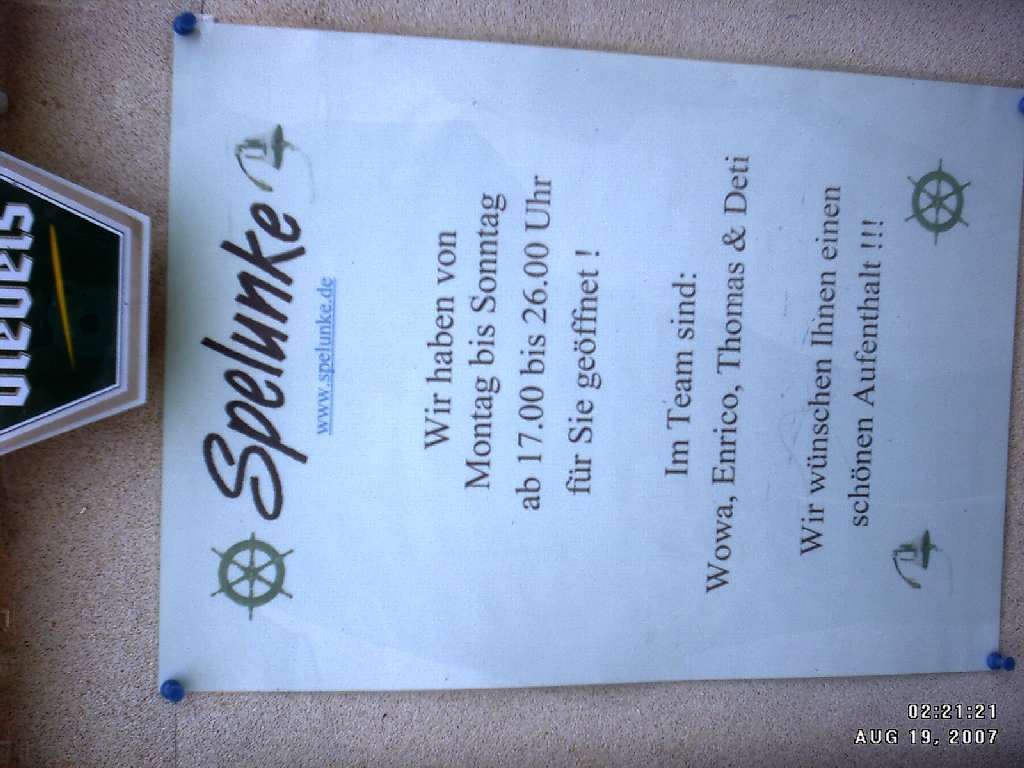 Spelunke
www.spelunke.de
Wir haben von
Montag bis Sonntag
ab 17.00 bis 26.00 Uhr
für Sie geöffnet !
Im Team sind:
Wowa, Enrico, Thomas & Deti
Wir wünschen Ihnen einen
schönen Aufenthalt !!!
02:21:21
AUG 19, 2007